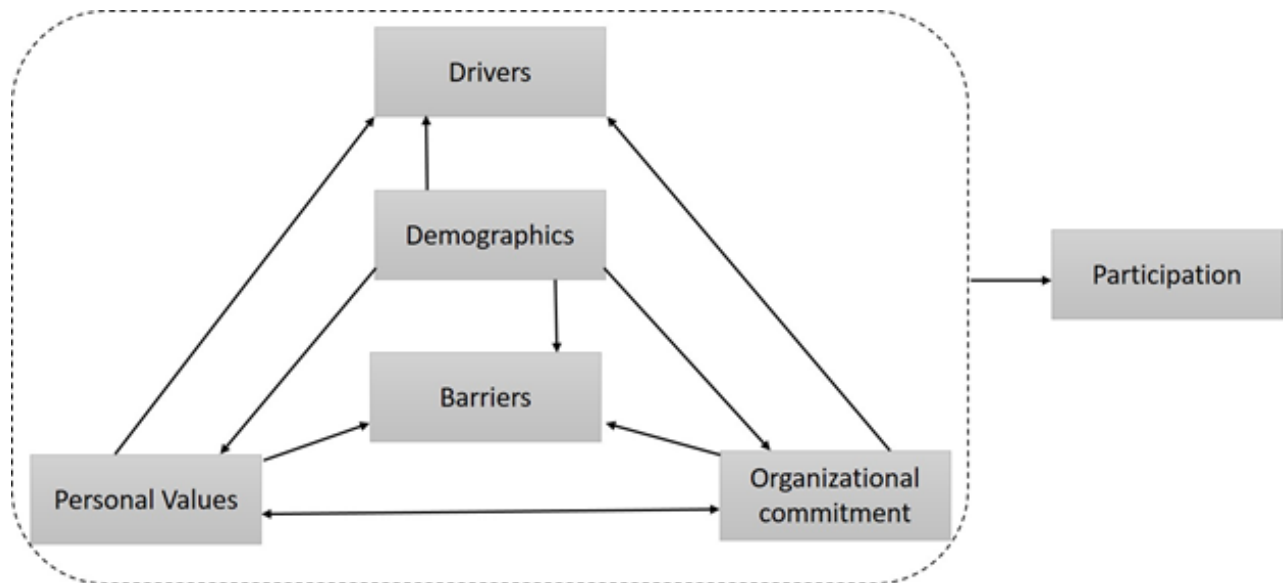 Drivers
Demographics
Participation
Barriers
Personal Values
Organizational
commitment